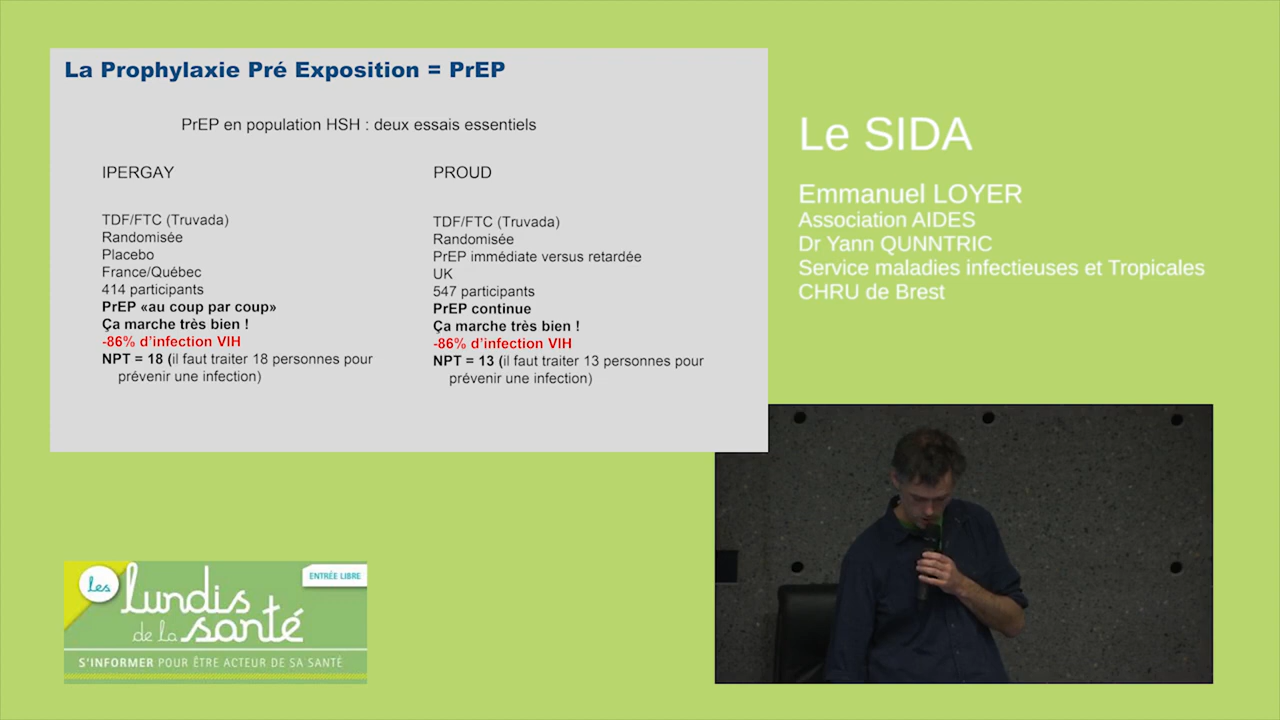 La Prophylaxie Pré Exposition = PrEP
PrEP en population HSH : deux essais essentiels
IPERGAY
TDF/FTC (Truvada)
Randomisée
Placebo
France/Québec
414 participants
PrEP «au coup par coup»
Ça marche très bien !
-86% d'infection VIH
NPT = 18 (il faut traiter 18 personnes pour
prévenir une infection)
PROUD
TDF/FTC (Truvada)
Randomisée
PrEP immédiate versus retardée
UK
547 participants
PrEP continue
Ça marche très bien !
-86% d'infection VIH
NPT = 13 (il faut traiter 13 personnes pour
prévenir une infection)
Le SIDA
Emmanuel LOYER
Association AIDES
Dr Yann QUNNTRIC
Service maladies infectieuses et Tropicales
CHRU de Brest
les
ENTRÉE LIBRE
lundis
de la santé
S'INFORMER POUR ÊTRE ACTEUR DE SA SANTÉ